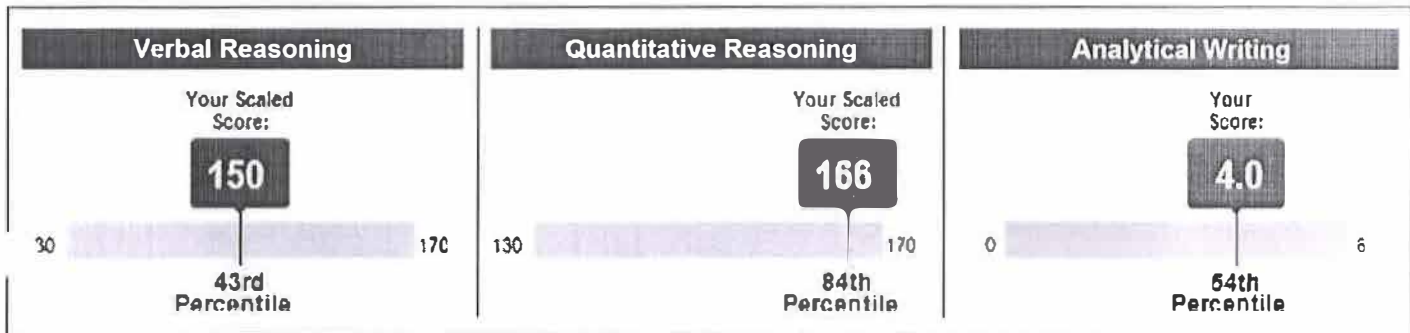 Verbal Reasoning
Your Scaled
Score:
150
30
170
43rd
Percentile
Quantitative Reasoning
Your Scaled
Score:
166
130
170
84th
Percentile
Analytical Writing
Your
Score:
4.0
0
6
Percentile